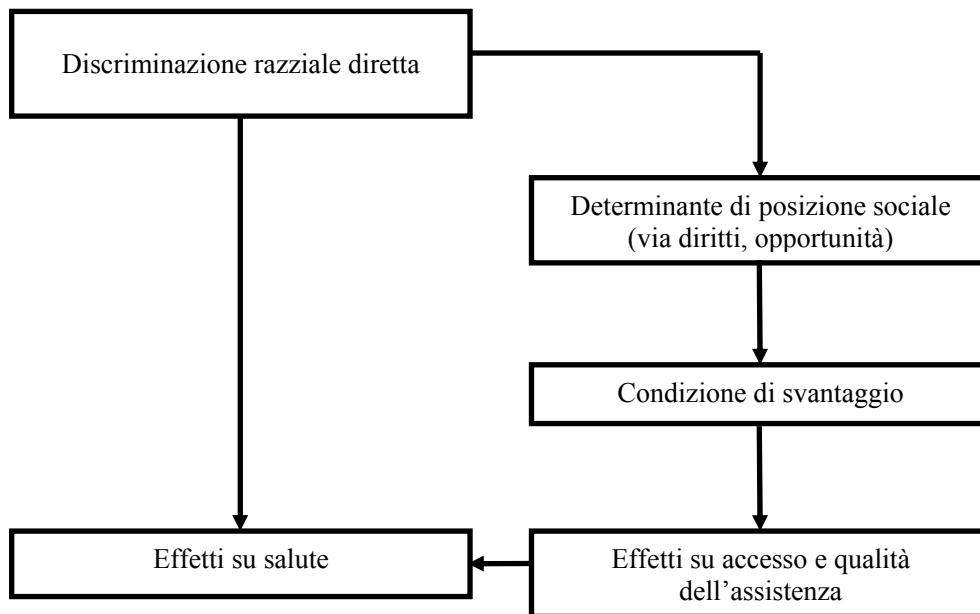 Discriminazione razziale diretta
Determinante di posizione sociale
(via diritti, opportunità)
Condizione di svantaggio
Effetti su salute
Effetti su accesso e qualità
dell’assistenza